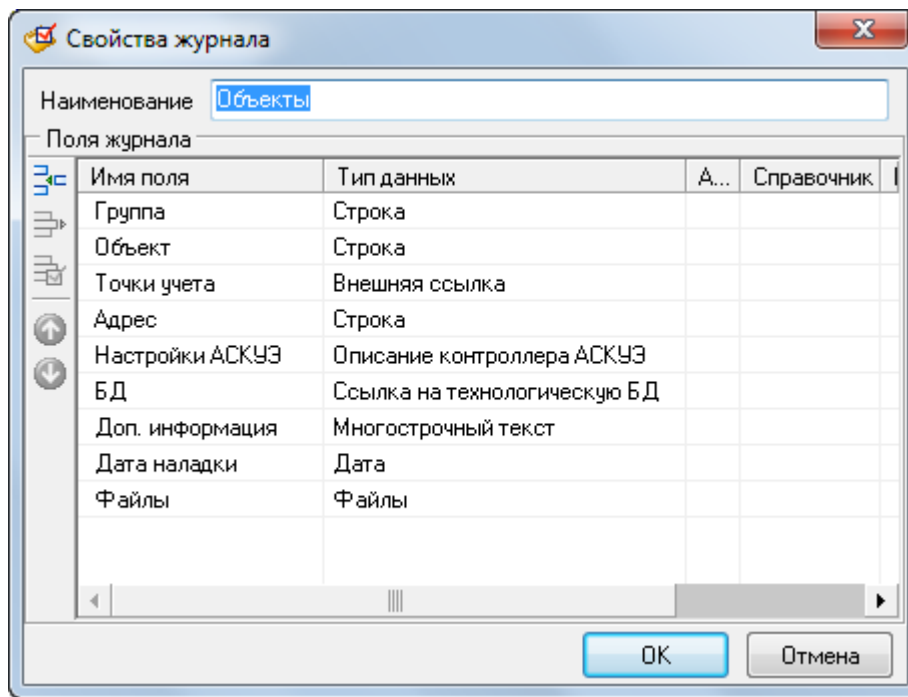 Свойства журнала
Наименование Объекты
Поля журнала
Имя поля Тип данных А... Справочник
Группа Строка
Объект Строка
Точки учета Внешняя ссылка
Адрес Строка
Настройки АСКУЭ Описание контроллера АСКУЭ
БД Ссылка на технологическую БД
Доп. информация Многострочный текст
Дата наладки Дата
Файлы Файлы
OK Отмена